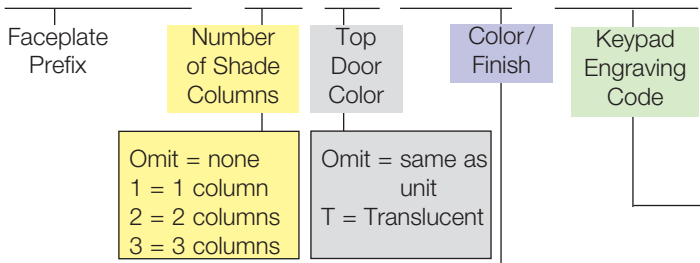 Faceplate
Prefix
Number
of Shade
Columns
Top
Door
Color
Color/
Finish
Keypad
Engraving
Code
Omit = none
1 = 1 column
2 = 2 columns
3 = 3 columns
Omit = same as
unit
T = Translucent